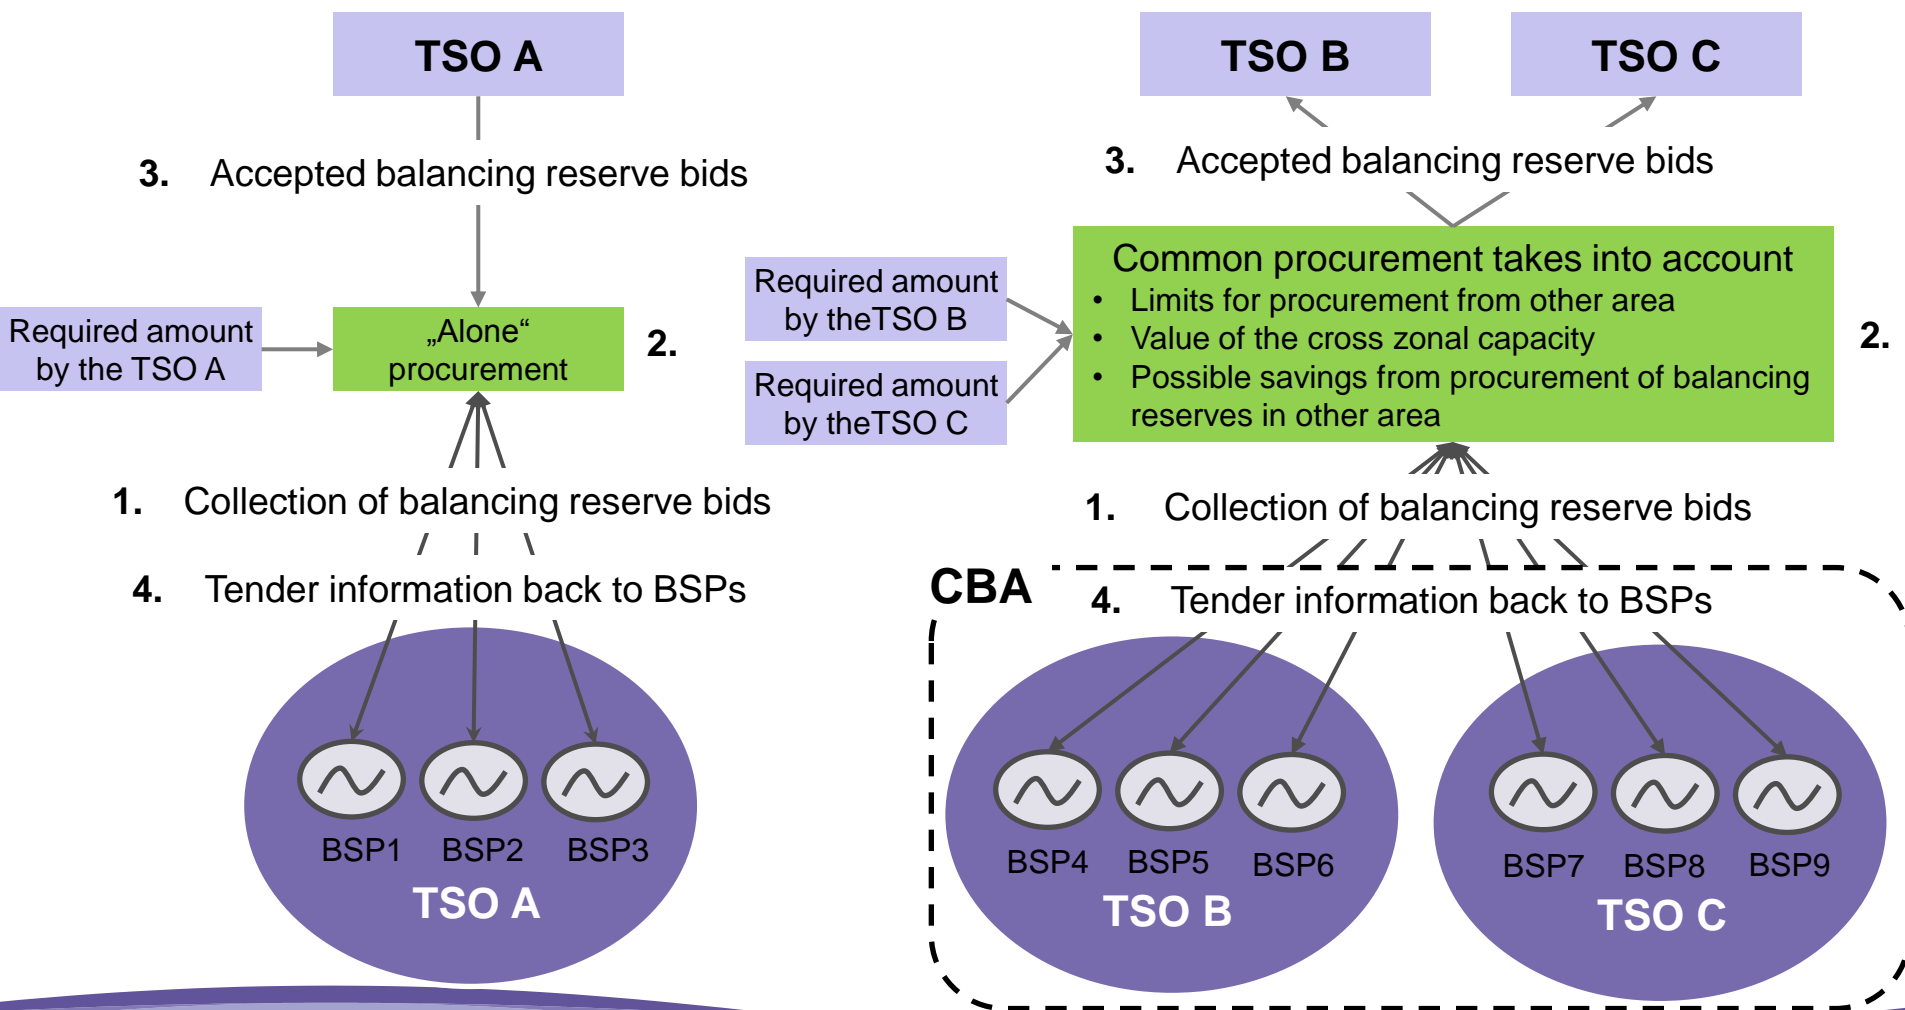 TSO A
3. Accepted balancing reserve bids
Required amount
by the TSO A
„Alone“
procurement
2.
1. Collection of balancing reserve bids
4. Tender information back to BSPs
BSP1 BSP2 BSP3
TSO A
TSO B
TSO C
3. Accepted balancing reserve bids
Required amount
by theTSO B
Required amount
by theTSO C
Common procurement takes into account
• Limits for procurement from other area
• Value of the cross zonal capacity
• Possible savings from procurement of balancing
reserves in other area
2.
1. Collection of balancing reserve bids
CBA
4. Tender information back to BSPs
BSP4 BSP5 BSP6
TSO B
BSP7 BSP8 BSP9
TSO C